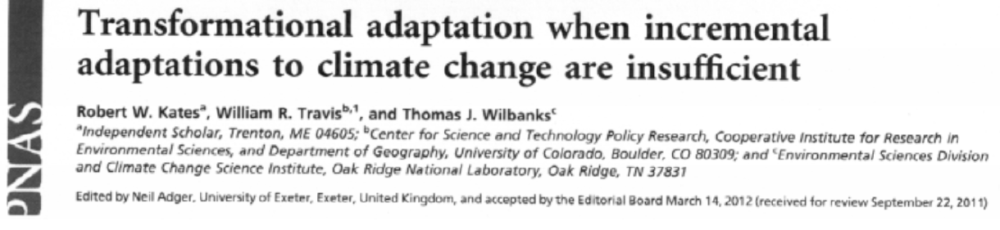 Transformational adaptation when incremental
adaptations to climate change are insufficient
Robert W. Katesᵃ, William R. Travisᵇ,¹, and Thomas J. Wilbanksᶜ
ᵃIndependent Scholar, Trenton, ME 04605; ᵇCenter for Science and Technology Policy Research, Cooperative Institute for Research in
Environmental Sciences, and Department of Geography, University of Colorado, Boulder, CO 80309; and ᶜEnvironmental Sciences Division
and Climate Change Science Institute, Oak Ridge National Laboratory, Oak Ridge, TN 37831
Edited by Neil Adger, University of Exeter, Exeter, United Kingdom, and accepted by the Editorial Board March 14, 2012 (received for review September 22, 2011)
PNAS